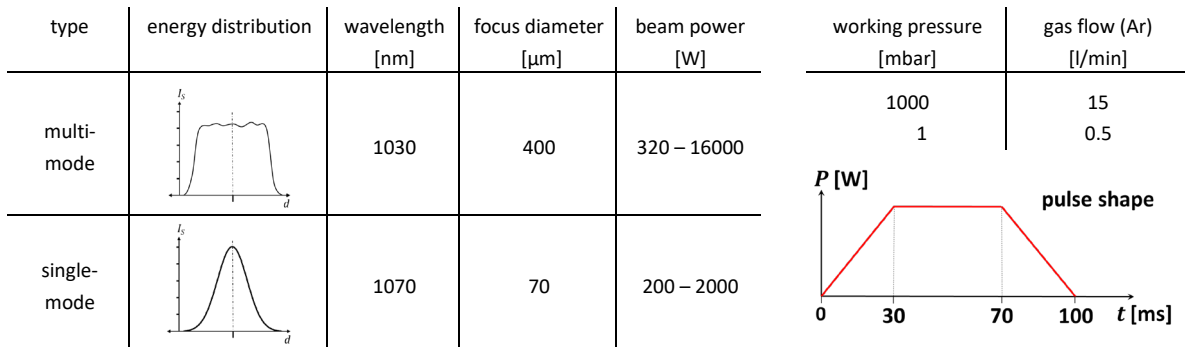 type energy distribution wavelength [nm] focus diameter [µm] beam power [W]
multi-mode
I_S
d
1030 400 320 – 16000
single-mode
I_S
d
1070 70 200 – 2000
working pressure [mbar] gas flow (Ar) [l/min]
1000 15
1 0.5
P [W]
pulse shape
0 30 70 100 t [ms]